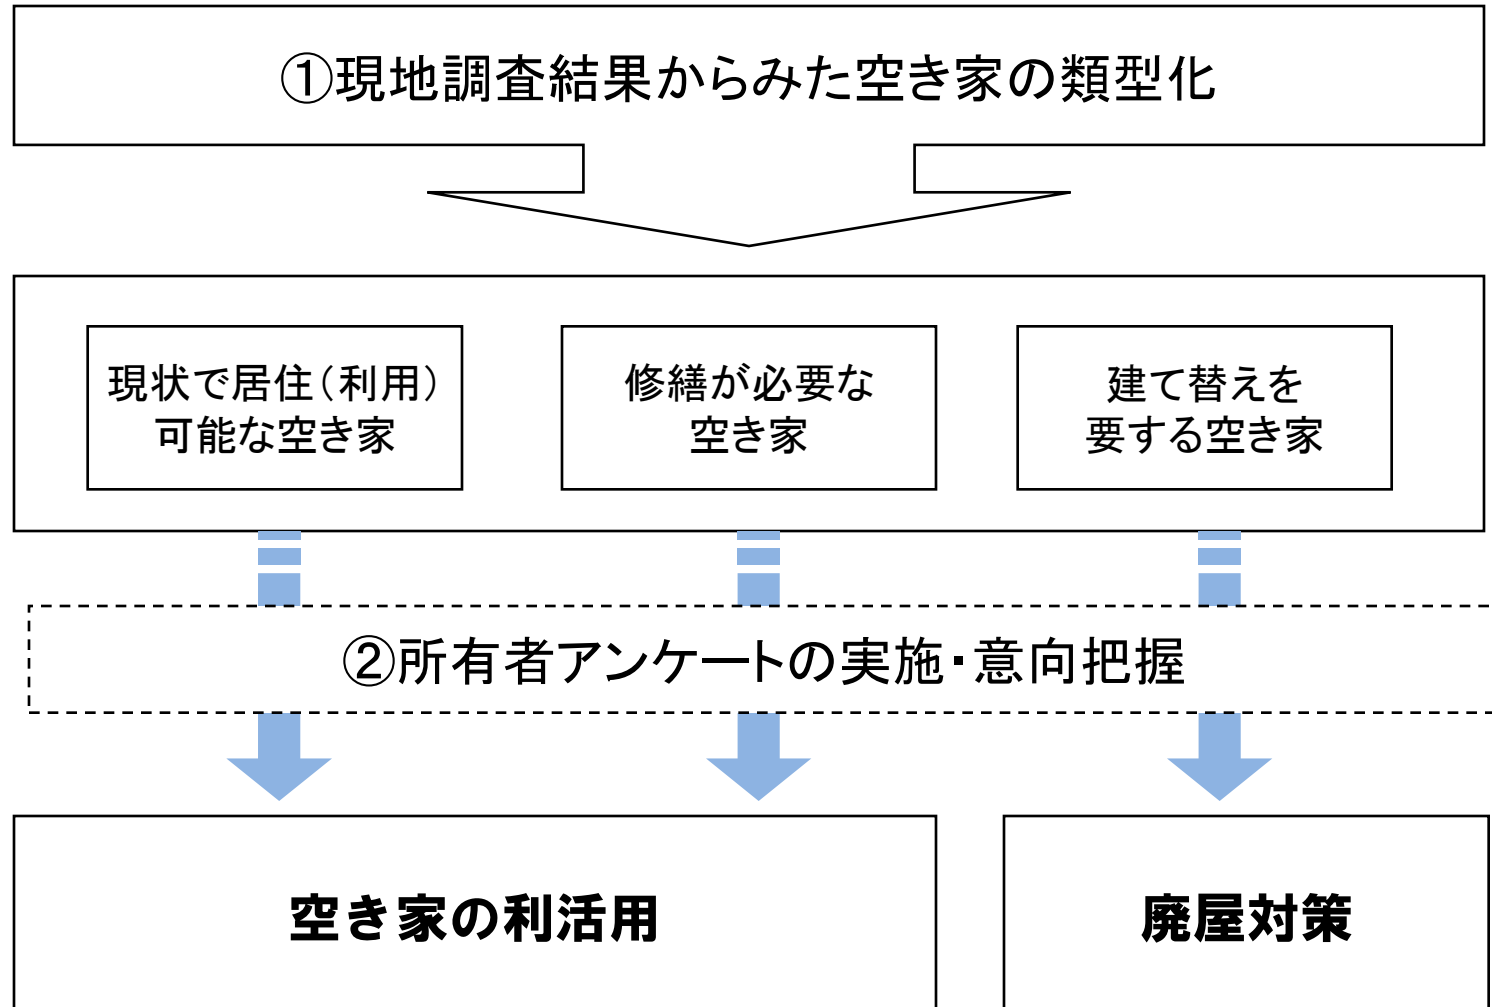 ①現地調査結果からみた空き家の類型化
現状で居住（利用）
可能な空き家
修繕が必要な
空き家
建て替えを
要する空き家
②所有者アンケートの実施・意向把握
空き家の利活用
廃屋対策